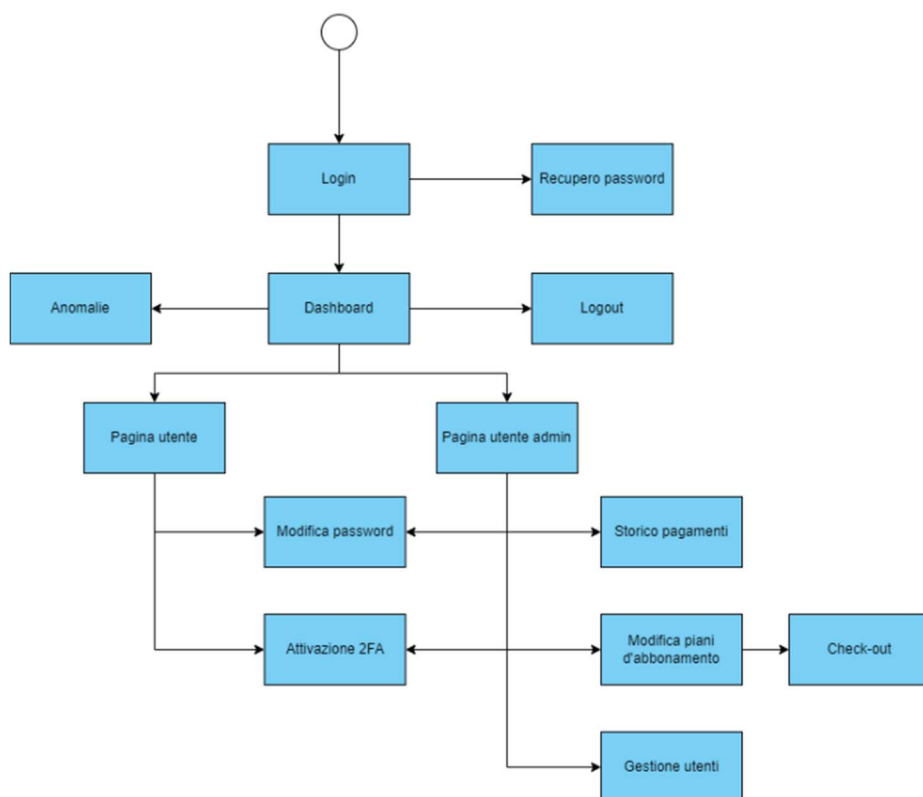 Login
Recupero password
Anomalie
Dashboard
Logout
Pagina utente
Pagina utente admin
Modifica password
Storico pagamenti
Attivazione 2FA
Modifica piani
d'abbonamento
Check-out
Gestione utenti